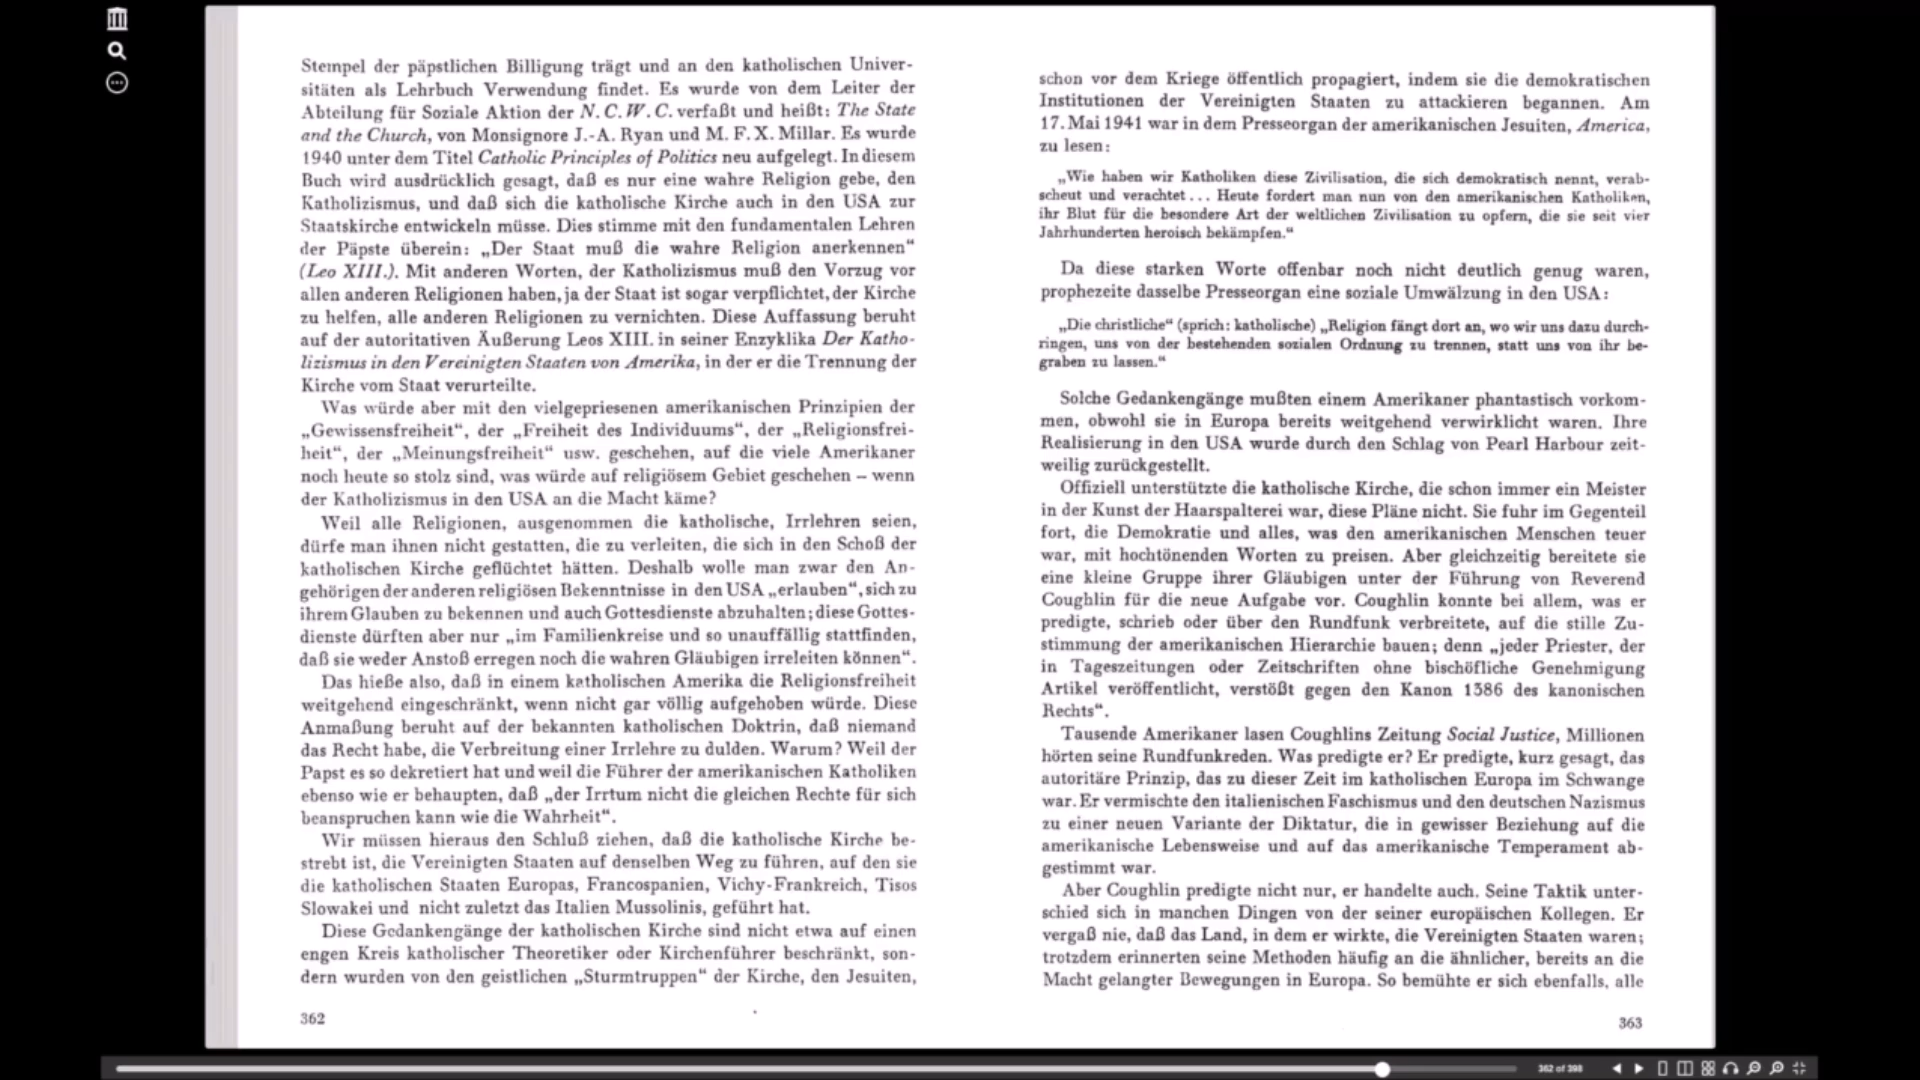 Stempel der päpstlichen Billigung trägt und an den katholischen Univer-
sitäten als Lehrbuch Verwendung findet. Es wurde von dem Leiter der
Abteilung für Soziale Aktion der N. C. W. C. verfaßt und heißt: The State
and the Church, von Monsignore J.-A. Ryan und M. F. X. Millar. Es wurde
1940 unter dem Titel Catholic Principles of Politics neu aufgelegt. In diesem
Buch wird ausdrücklich gesagt, daß es nur eine wahre Religion gebe, den
Katholizismus, und daß sich die katholische Kirche auch in den USA zur
Staatskirche entwickeln müsse. Dies stimme mit den fundamentalen Lehren
der Päpste überein: „Der Staat muß die wahre Religion anerkennen“
(Leo XIII.). Mit anderen Worten, der Katholizismus muß den Vorzug vor
allen anderen Religionen haben, ja der Staat ist sogar verpflichtet, der Kirche
zu helfen, alle anderen Religionen zu vernichten. Diese Auffassung beruht
auf der autoritativen Äußerung Leos XIII. in seiner Enzyklika Der Katho-
lizismus in den Vereinigten Staaten von Amerika, in der er die Trennung der
Kirche vom Staat verurteilte.
Was würde aber mit den vielgepriesenen amerikanischen Prinzipien der
„Gewissensfreiheit“, der „Freiheit des Individuums“, der „Religionsfrei-
heit“, der „Meinungsfreiheit“ usw. geschehen, auf die viele Amerikaner
noch heute so stolz sind, was würde auf religiösem Gebiet geschehen – wenn
der Katholizismus in den USA an die Macht käme?
Weil alle Religionen, ausgenommen die katholische, Irrlehren seien,
dürfe man ihnen nicht gestatten, die zu verleiten, die sich in den Schoß der
katholischen Kirche geflüchtet hätten. Deshalb wolle man zwar den An-
gehörigen der anderen religiösen Bekenntnisse in den USA „erlauben“, sich zu
ihrem Glauben zu bekennen und auch Gottesdienste abzuhalten; diese Gottes-
dienste dürften aber nur „im Familienkreise und so unauffällig stattfinden,
daß sie weder Anstoß erregen noch die wahren Gläubigen irreleiten können“.
Das hieße also, daß in einem katholischen Amerika die Religionsfreiheit
weitgehend eingeschränkt, wenn nicht gar völlig aufgehoben würde. Diese
Anmaßung beruht auf der bekannten katholischen Doktrin, daß niemand
das Recht habe, die Verbreitung einer Irrlehre zu dulden. Warum? Weil der
Papst es so dekretiert hat und weil die Führer der amerikanischen Katholiken
ebenso wie er behaupten, daß „der Irrtum nicht die gleichen Rechte für sich
beanspruchen kann wie die Wahrheit“.
Wir müssen hieraus den Schluß ziehen, daß die katholische Kirche be-
strebt ist, die Vereinigten Staaten auf denselben Weg zu führen, auf den sie
die katholischen Staaten Europas, Francospanien, Vichy-Frankreich, Tisos
Slowakei und nicht zuletzt das Italien Mussolinis, geführt hat.
Diese Gedankengänge der katholischen Kirche sind nicht etwa auf einen
engen Kreis katholischer Theoretiker oder Kirchenführer beschränkt, son-
dern wurden von den geistlichen „Sturmtruppen“ der Kirche, den Jesuiten,
362
schon vor dem Kriege öffentlich propagiert, indem sie die demokratischen
Institutionen der Vereinigten Staaten zu attackieren begannen. Am
17. Mai 1941 war in dem Presseorgan der amerikanischen Jesuiten, America,
zu lesen:
„Wie haben wir Katholiken diese Zivilisation, die sich demokratisch nennt, verab-
scheut und verachtet... Heute fordert man nun von den amerikanischen Katholiken,
ihr Blut für die besondere Art der weltlichen Zivilisation zu opfern, die sie seit vier
Jahrhunderten heroisch bekämpfen.“
Da diese starken Worte offenbar noch nicht deutlich genug waren,
prophezeite dasselbe Presseorgan eine soziale Umwälzung in den USA:
„Die christliche“ (sprich: katholische) „Religion fängt dort an, wo wir uns dazu durch-
ringen, uns von der bestehenden sozialen Ordnung zu trennen, statt uns von ihr be-
graben zu lassen.“
Solche Gedankengänge mußten einem Amerikaner phantastisch vorkom-
men, obwohl sie in Europa bereits weitgehend verwirklicht waren. Ihre
Realisierung in den USA wurde durch den Schlag von Pearl Harbour zeit-
weilig zurückgestellt.
Offiziell unterstützte die katholische Kirche, die schon immer ein Meister
in der Kunst der Haarspalterei war, diese Pläne nicht. Sie fuhr im Gegenteil
fort, die Demokratie und alles, was den amerikanischen Menschen teuer
war, mit hochtönenden Worten zu preisen. Aber gleichzeitig bereitete sie
eine kleine Gruppe ihrer Gläubigen unter der Führung von Reverend
Coughlin für die neue Aufgabe vor. Coughlin konnte bei allem, was er
predigte, schrieb oder über den Rundfunk verbreitete, auf die stille Zu-
stimmung der amerikanischen Hierarchie bauen; denn „jeder Priester, der
in Tageszeitungen oder Zeitschriften ohne bischöfliche Genehmigung
Artikel veröffentlicht, verstößt gegen den Kanon 1386 des kanonischen
Rechts“.
Tausende Amerikaner lasen Coughlins Zeitung Social Justice, Millionen
hörten seine Rundfunkreden. Was predigte er? Er predigte, kurz gesagt, das
autoritäre Prinzip, das zu dieser Zeit im katholischen Europa im Schwange
war. Er vermischte den italienischen Faschismus und den deutschen Nazismus
zu einer neuen Variante der Diktatur, die in gewisser Beziehung auf die
amerikanische Lebensweise und auf das amerikanische Temperament ab-
gestimmt war.
Aber Coughlin predigte nicht nur, er handelte auch. Seine Taktik unter-
schied sich in manchen Dingen von der seiner europäischen Kollegen. Er
vergaß nie, daß das Land, in dem er wirkte, die Vereinigten Staaten waren;
trotzdem erinnerten seine Methoden häufig an die ähnlicher, bereits an die
Macht gelangter Bewegungen in Europa. So bemühte er sich ebenfalls, alle
363
362 of 398